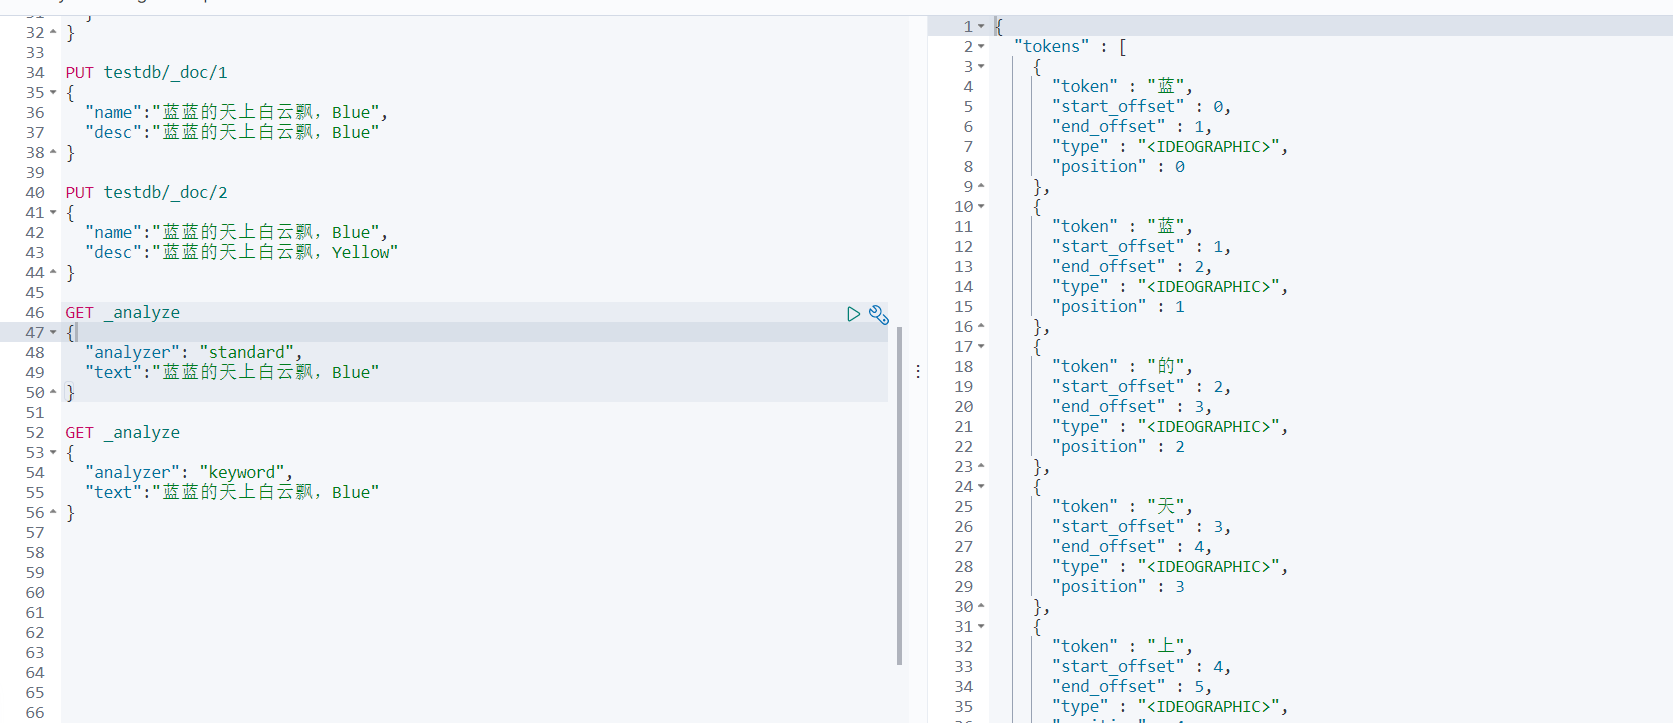 32 }
33
34 PUT testdb/_doc/1
35 {
36 "name":"蓝蓝的天上白云飘，Blue",
37 "desc":"蓝蓝的天上白云飘，Blue"
38 }
39
40 PUT testdb/_doc/2
41 {
42 "name":"蓝蓝的天上白云飘，Blue",
43 "desc":"蓝蓝的天上白云飘，Yellow"
44 }
45
46 GET _analyze
47 {
48 "analyzer": "standard",
49 "text":"蓝蓝的天上白云飘，Blue"
50 }
51
52 GET _analyze
53 {
54 "analyzer": "keyword",
55 "text":"蓝蓝的天上白云飘，Blue"
56 }
57
58
59
60
61
62
63
64
65
66
1 {
2 "tokens" : [
3 {
4 "token" : "蓝",
5 "start_offset" : 0,
6 "end_offset" : 1,
7 "type" : "<IDEOGRAPHIC>",
8 "position" : 0
9 },
10 {
11 "token" : "蓝",
12 "start_offset" : 1,
13 "end_offset" : 2,
14 "type" : "<IDEOGRAPHIC>",
15 "position" : 1
16 },
17 {
18 "token" : "的",
19 "start_offset" : 2,
20 "end_offset" : 3,
21 "type" : "<IDEOGRAPHIC>",
22 "position" : 2
23 },
24 {
25 "token" : "天",
26 "start_offset" : 3,
27 "end_offset" : 4,
28 "type" : "<IDEOGRAPHIC>",
29 "position" : 3
30 },
31 {
32 "token" : "上",
33 "start_offset" : 4,
34 "end_offset" : 5,
35 "type" : "<IDEOGRAPHIC>",